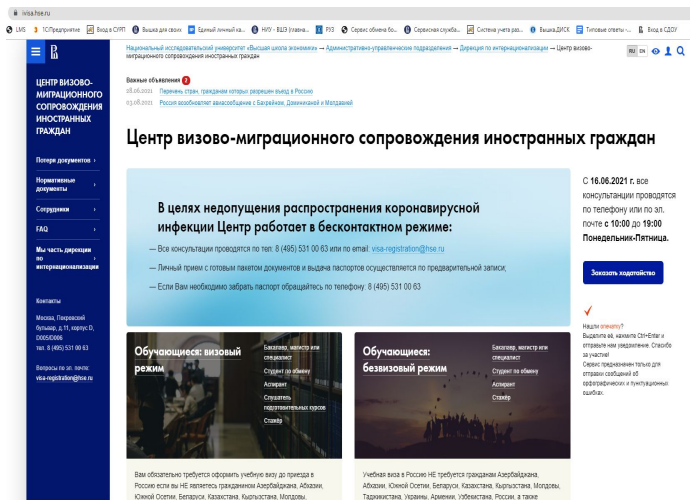 ivisa.hse.ru
LMS 1С:Предприятие Вход в СУРП Вышка для своих Единый личный ка... НИУ - ВШЭ (главна... РУЗ Сервис обмена бо... Сервисная служба... Система учета раз... Вышка.ДИСК Типовые ответы -... Вход в СДОУ
Национальный исследовательский университет «Высшая школа экономики» → Административно-управленческие подразделения → Дирекция по интернационализации → Центр визово-
миграционного сопровождения иностранных граждан
RU EN
Важные объявления 2
28.06.2021 Перечень стран, гражданам которых разрешен въезд в Россию
03.08.2021 Россия возобновляет авиасообщение с Бахрейном, Доминиканой и Молдавией
ЦЕНТР ВИЗОВО-
МИГРАЦИОННОГО
СОПРОВОЖДЕНИЯ
ИНОСТРАННЫХ
ГРАЖДАН
Потеря документов
Нормативные
документы
Сотрудники
FAQ
Мы часть дирекции
по
интернационализации
Контакты
Москва, Покровский
бульвар, д.11, корпус D,
D005/D006
тел. 8 (495) 531 00 63
Вопросы по эл. почте:
visa-registration@hse.ru
Центр визово-миграционного сопровождения иностранных граждан
В целях недопущения распространения коронавирусной
инфекции Центр работает в бесконтактном режиме:
— Все консультации проводятся по тел: 8 (495) 531 00 63 или по email: visa-registration@hse.ru
— Личный прием с готовым пакетом документов и выдача паспортов осуществляется по предварительной записи;
— Если Вам необходимо забрать паспорт обращайтесь по телефону: 8 (495) 531 00 63
С 16.06.2021 г. все
консультации проводятся
по телефону или по эл.
почте с 10:00 до 19:00
Понедельник-Пятница.
Заказать ходатайство
Нашли опечатку?
Выделите её, нажмите Ctrl+Enter и
отправьте нам уведомление. Спасибо
за участие!
Сервис предназначен только для
отправки сообщений об
орфографических и пунктуационных
ошибках.
Обучающиеся: визовый
режим
Бакалавр, магистр или
специалист
Студент по обмену
Аспирант
Слушатель
подготовительных курсов
Стажёр
Вам обязательно требуется оформить учебную визу до приезда в
Россию если вы НЕ являетесь гражданином Азербайджана, Абхазии,
Южной Осетии, Беларуси, Казахстана, Кыргызстана, Молдовы,
Обучающиеся:
безвизовый режим
Бакалавр, магистр или
специалист
Студент по обмену
Аспирант
Стажёр
Учебная виза в Россию НЕ требуется гражданам Азербайджана,
Абхазии, Южной Осетии, Беларуси, Казахстана, Кыргызстана, Молдовы,
Таджикистана, Украины, Армении, Узбекистана, России, а также